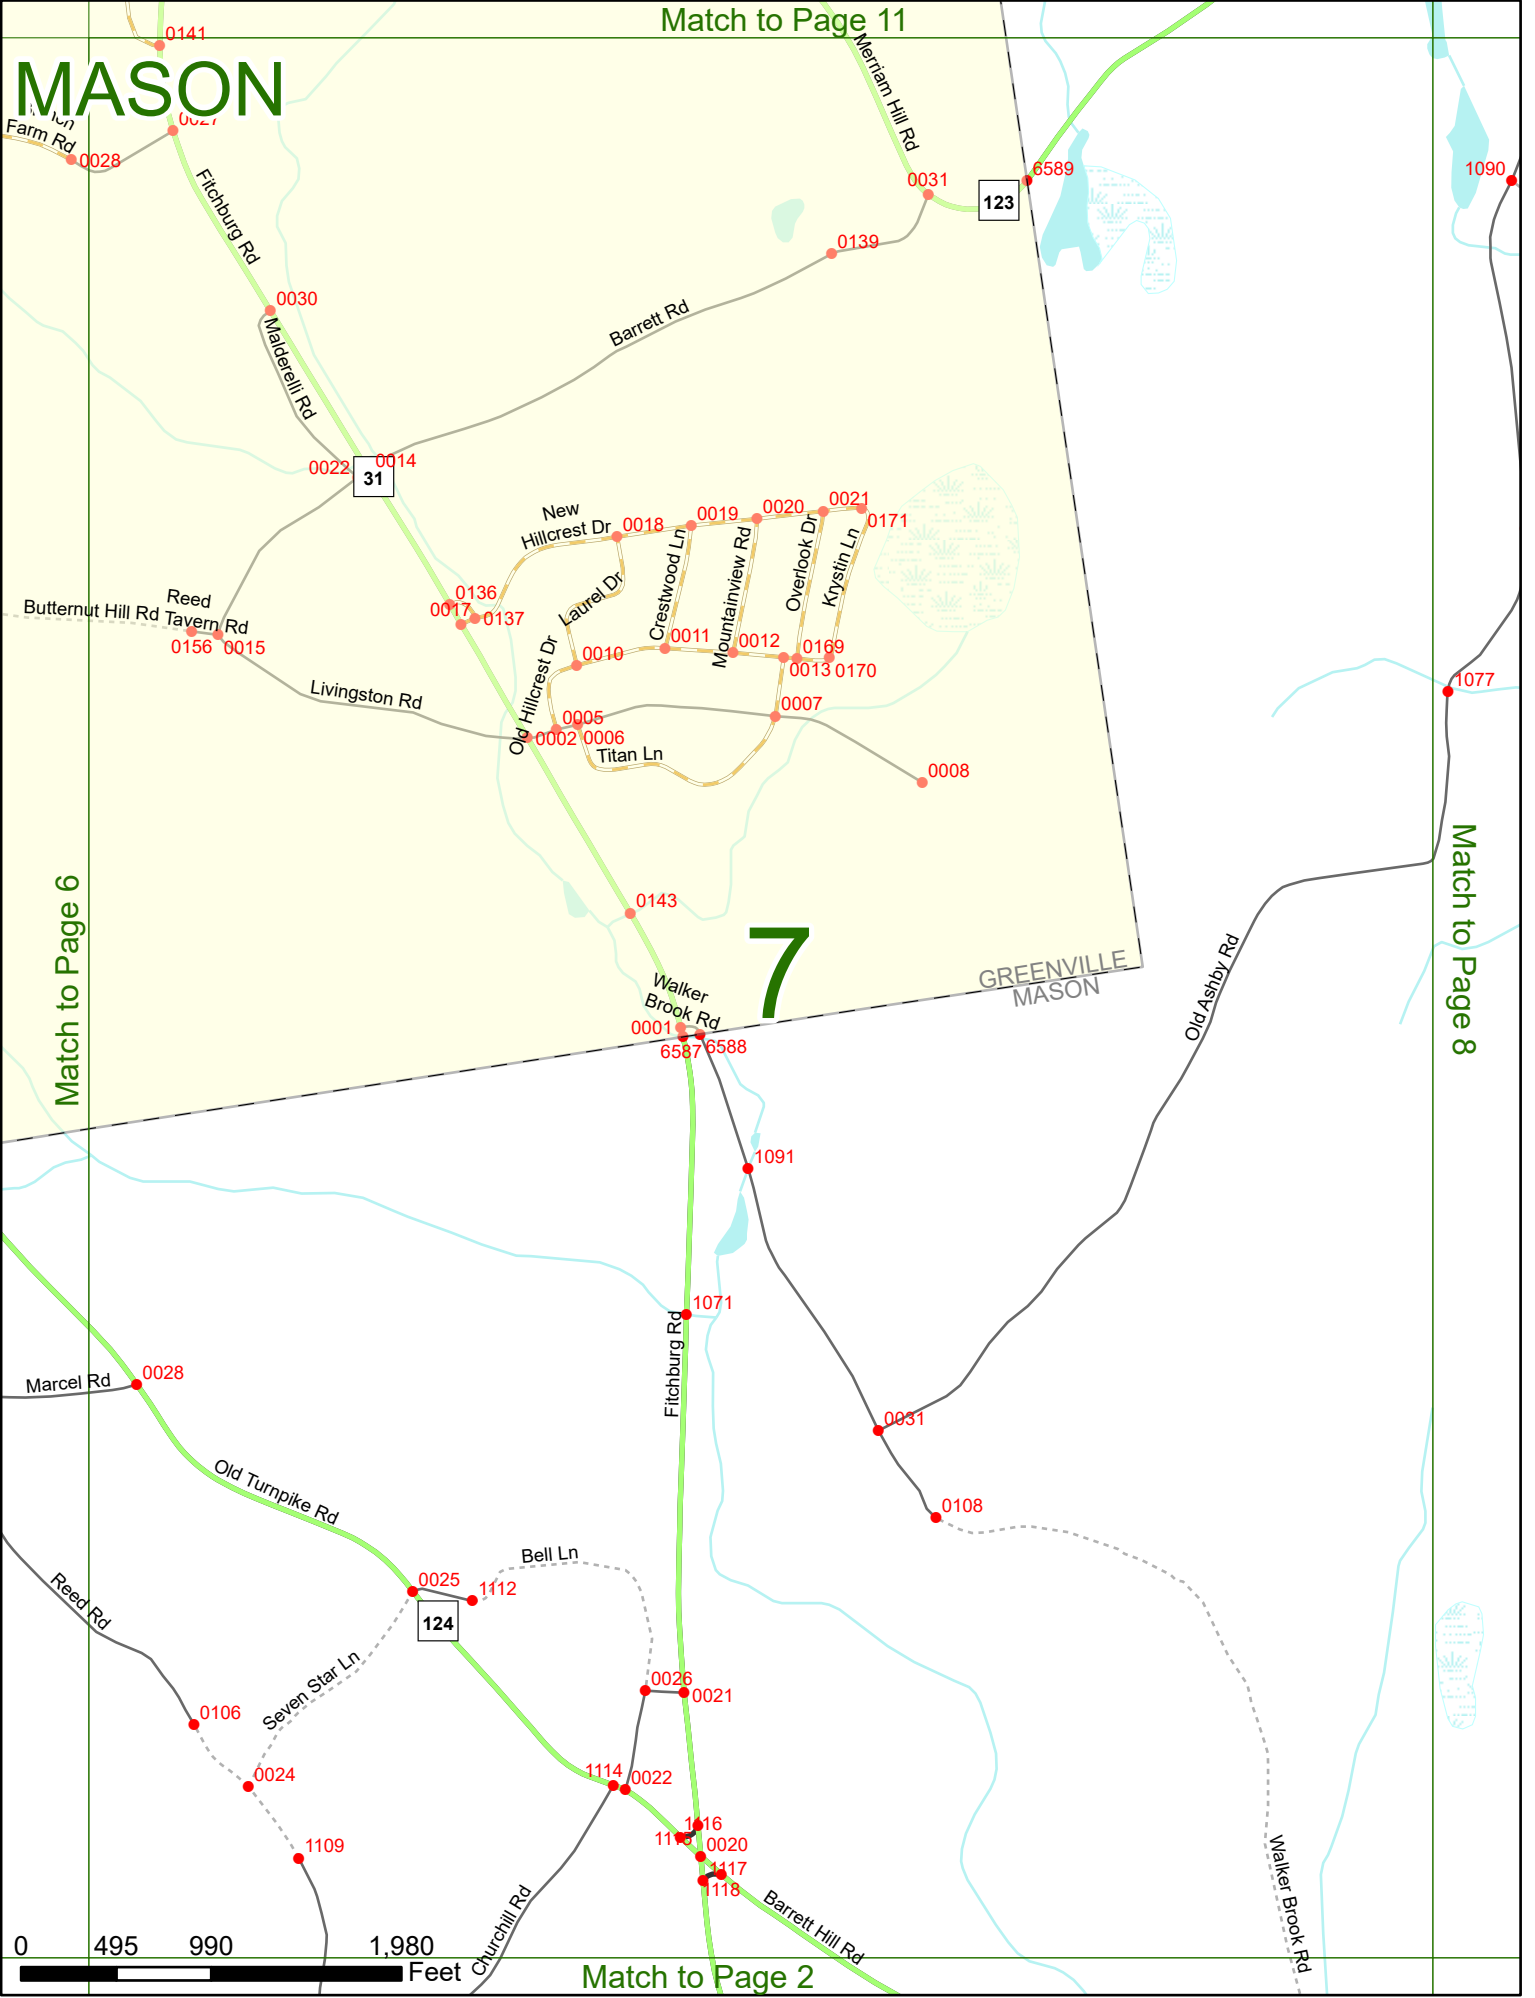 Match to Page 11
0141
MASON
0027
Farm Rd
0028
Fitchburg Rd
Merriam Hill Rd
0031
123
6589
1090
0139
0030
Malderelli Rd
Barrett Rd
0022
0014
31
New
Hillcrest Dr
0018
0019
0020
0021
0171
Laurel Dr
Crestwood Ln
Mountainview Rd
Overlook Dr
Krystin Ln
0136
0017
0137
Reed
Tavern Rd
Butternut Hill Rd
0156
0015
0010
0011
0012
0169
0013
0170
Old Hillcrest Dr
Livingston Rd
0005
0002
0006
0007
Titan Ln
0008
1077
Match to Page 6
Match to Page 8
0143
7
GREENVILLE
MASON
Old Ashby Rd
Walker
Brook Rd
0001
6587
6588
1091
1071
Fitchburg Rd
Marcel Rd
0028
0031
Old Turnpike Rd
0108
Bell Ln
0025
1112
124
Reed Rd
Seven Star Ln
0026
0021
0106
0024
1114
0022
1116
0020
1109
1117
1118
Churchill Rd
Barrett Hill Rd
Walker Brook Rd
0
495
990
1,980
Feet
Match to Page 2